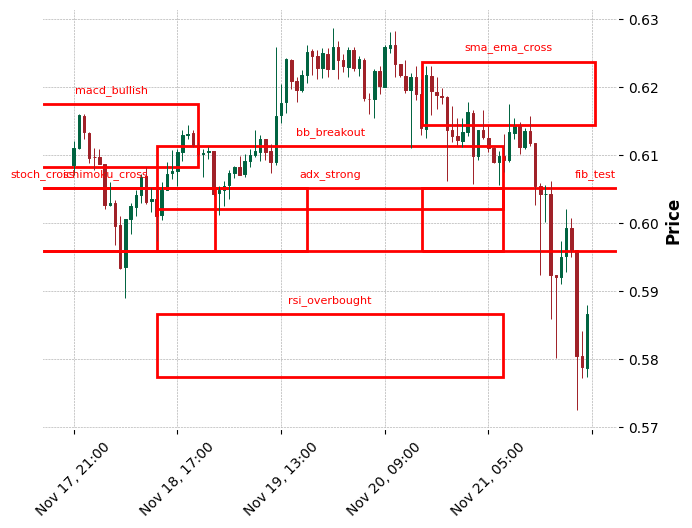 0.63
sma_ema_cross
0.62
macd_bullish
bb_breakout
0.61
stoch_cross
ichimoku_cross
adx_strong
fib_test
0.60
Price
0.59
rsi_overbought
0.58
0.57
Nov 17, 21:00
Nov 18, 17:00
Nov 19, 13:00
Nov 20, 09:00
Nov 21, 05:00